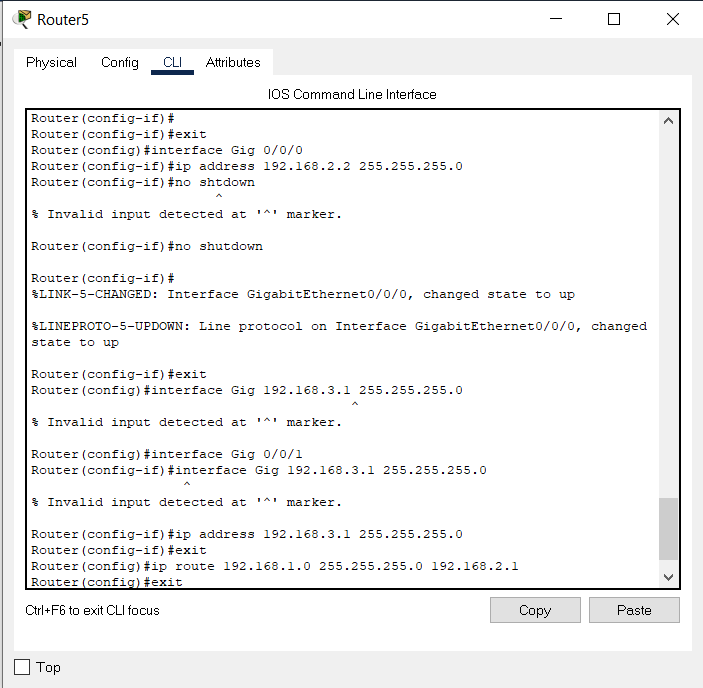 Router5
Physical Config CLI Attributes
IOS Command Line Interface
Router(config-if)#
Router(config-if)#exit
Router(config)#interface Gig 0/0/0
Router(config-if)#ip address 192.168.2.2 255.255.255.0
Router(config-if)#no shtdown
^
% Invalid input detected at '^' marker.
Router(config-if)#no shutdown
Router(config-if)#
%LINK-5-CHANGED: Interface GigabitEthernet0/0/0, changed state to up
%LINEPROTO-5-UPDOWN: Line protocol on Interface GigabitEthernet0/0/0, changed
state to up
Router(config-if)#exit
Router(config)#interface Gig 192.168.3.1 255.255.255.0
^
% Invalid input detected at '^' marker.
Router(config)#interface Gig 0/0/1
Router(config-if)#interface Gig 192.168.3.1 255.255.255.0
^
% Invalid input detected at '^' marker.
Router(config-if)#ip address 192.168.3.1 255.255.255.0
Router(config-if)#exit
Router(config)#ip route 192.168.1.0 255.255.255.0 192.168.2.1
Router(config)#exit
Ctrl+F6 to exit CLI focus
Copy Paste
Top